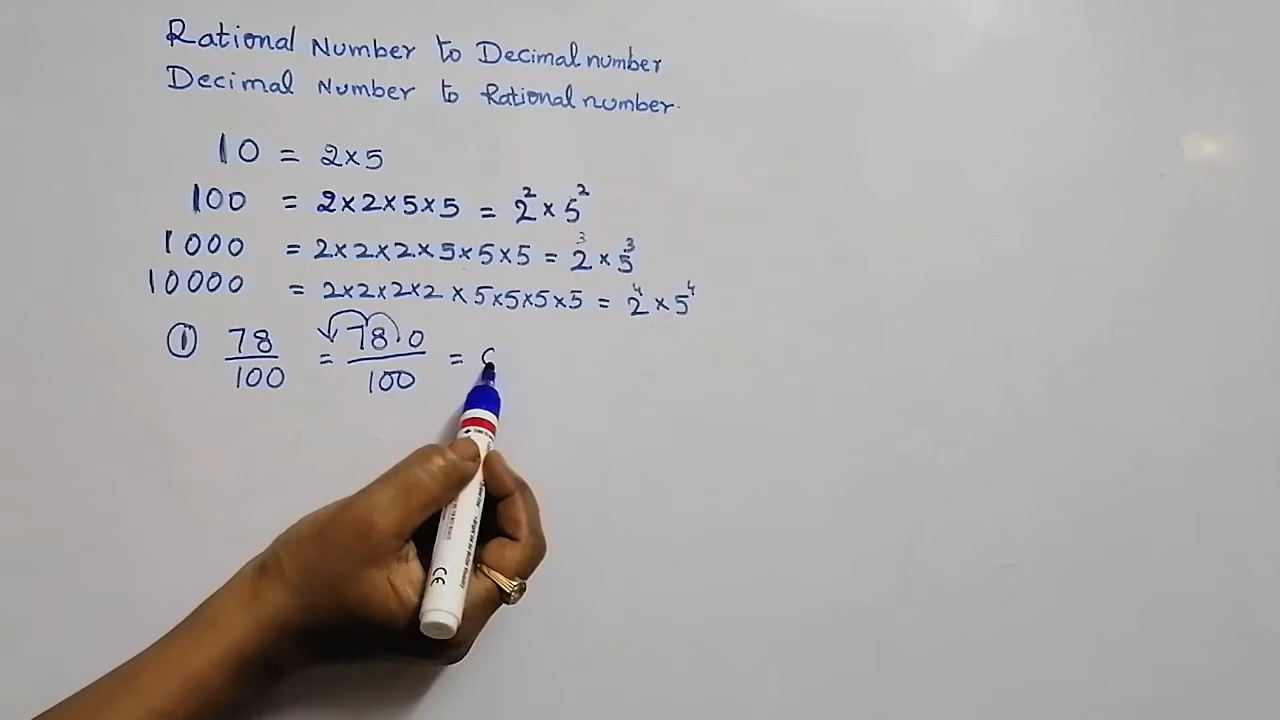 Rational Number to Decimal number
Decimal Number to Rational number.
10 = 2×5
100 = 2×2×5×5 = 2² × 5²
1000 = 2×2×2×5×5×5 = 2³ × 5³
10000 = 2×2×2×2×5×5×5×5 = 2⁴ × 5⁴
① 78/100 = 78.0/100 =
CE